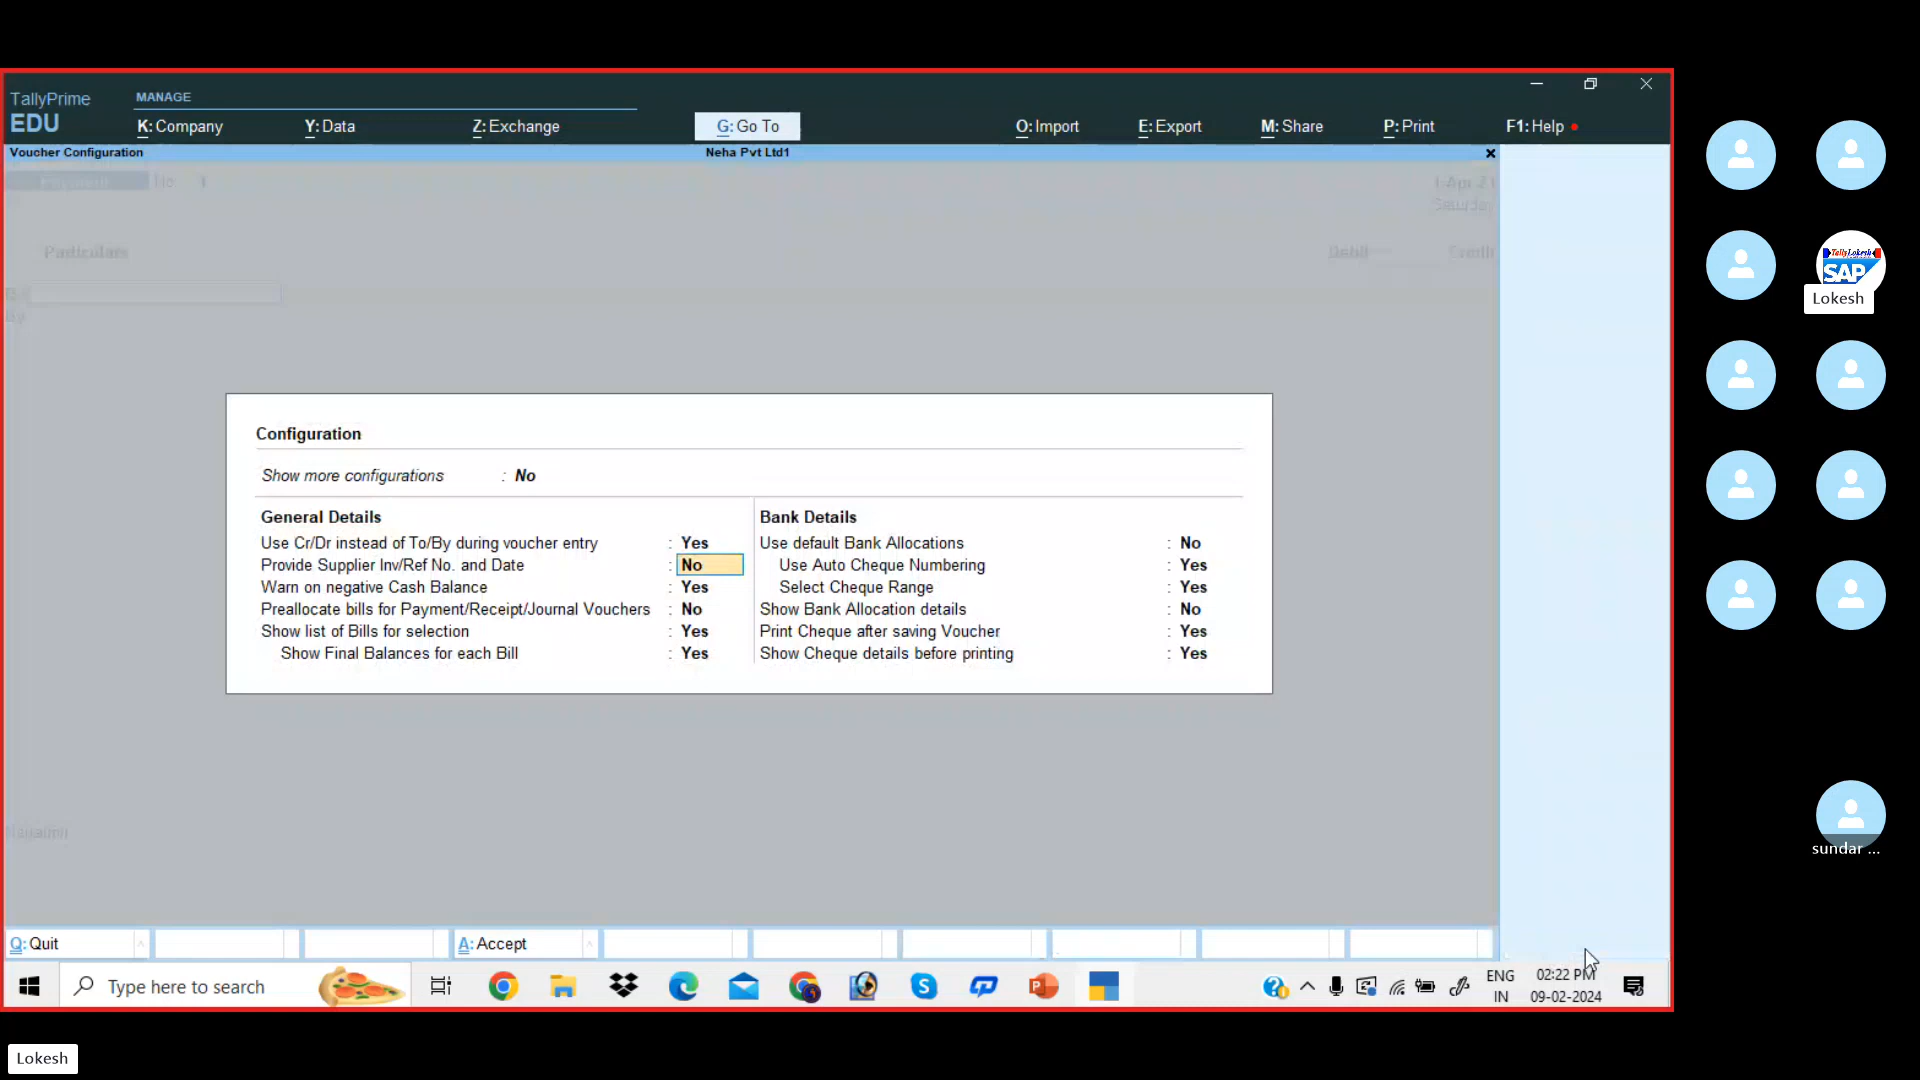 TallyPrime
EDU
MANAGE
K: Company
Y: Data
Z: Exchange
G: Go To
O: Import
E: Export
M: Share
P: Print
F1: Help
Voucher Configuration
Neha Pvt Ltd1
No 1
Particulars
Debit
Credit
Configuration
Show more configurations : No
General Details
Use Cr/Dr instead of To/By during voucher entry : Yes
Provide Supplier Inv/Ref No. and Date : No
Warn on negative Cash Balance : Yes
Preallocate bills for Payment/Receipt/Journal Vouchers : No
Show list of Bills for selection : Yes
Show Final Balances for each Bill : Yes
Bank Details
Use default Bank Allocations : No
Use Auto Cheque Numbering : Yes
Select Cheque Range : Yes
Show Bank Allocation details : No
Print Cheque after saving Voucher : Yes
Show Cheque details before printing : Yes
Q: Quit
A: Accept
Type here to search
ENG
IN
02:22 PM
09-02-2024
SAP
Lokesh
sundar ...
Lokesh